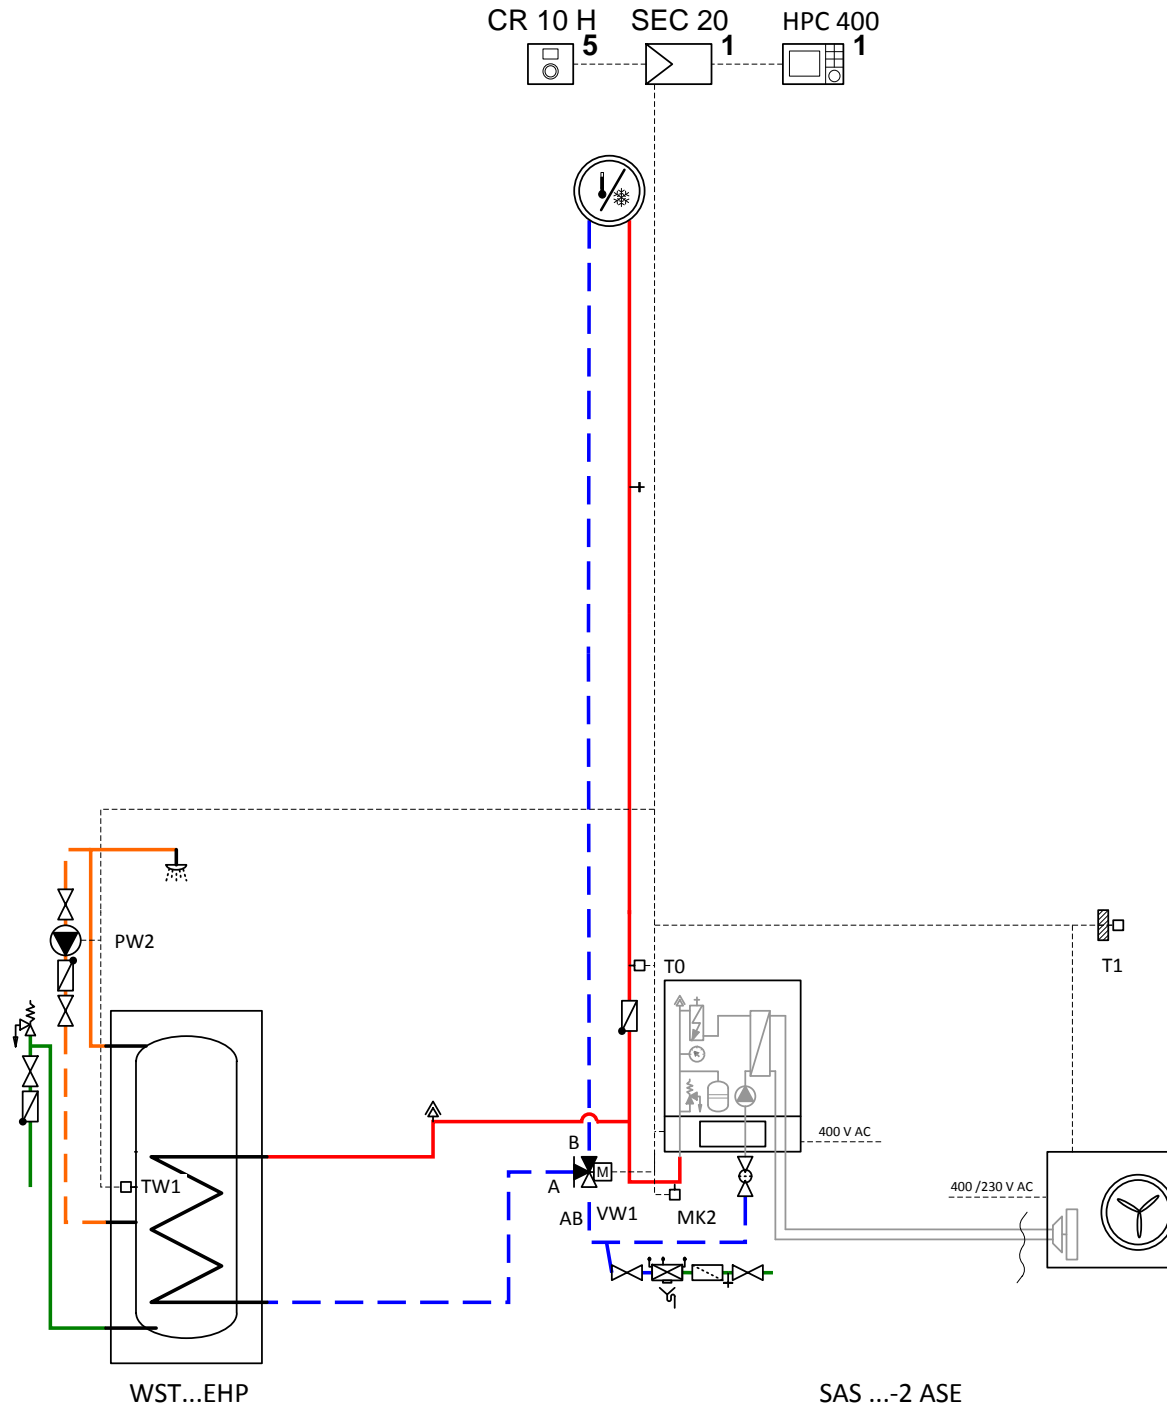 CR 10 H SEC 20 HPC 400
5 1 1
PW2
T0
T1
400 V AC
B
M
TW1
A
400 /230 V AC
AB
VW1
MK2
WST...EHP
SAS ...-2 ASE